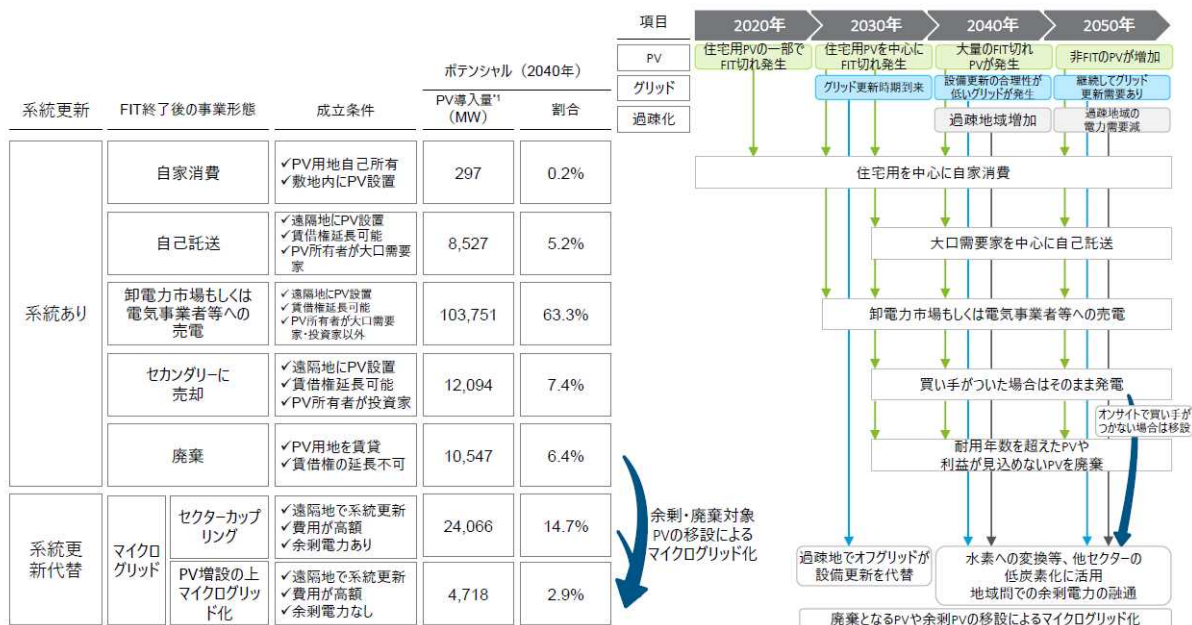 ポテンシャル（2040年）
系統更新
FIT終了後の事業形態
成立条件
PV導入量*1
（MW）
割合
系統あり
自家消費
✓PV用地自己所有
✓敷地内にPV設置
297
0.2%
自己託送
✓遠隔地にPV設置
✓賃借権延長可能
✓PV所有者が大口需要
家
8,527
5.2%
卸電力市場もしくは
電気事業者等への
売電
✓遠隔地にPV設置
✓賃借権延長可能
✓PV所有者が大口需要
家・投資家以外
103,751
63.3%
セカンダリーに
売却
✓遠隔地にPV設置
✓賃借権延長可能
✓PV所有者が投資家
12,094
7.4%
廃棄
✓PV用地を賃貸
✓賃借権の延長不可
10,547
6.4%
系統更
新代替
マイクロ
グリッド
セクターカップ
リング
✓遠隔地で系統更新
✓費用が高額
✓余剰電力あり
24,066
14.7%
PV増設の上
マイクログリッ
ド化
✓遠隔地で系統更新
✓費用が高額
✓余剰電力なし
4,718
2.9%
余剰・廃棄対象
PVの移設による
マイクログリッド化
項目
2020年
2030年
2040年
2050年
PV
住宅用PVの一部で
FIT切れ発生
住宅用PVを中心に
FIT切れ発生
大量のFIT切れ
PVが発生
非FITのPVが増加
グリッド
グリッド更新時期到来
設備更新の合理性が
低いグリッドが発生
継続してグリッド
更新需要あり
過疎化
過疎地域増加
過疎地域の
電力需要減
住宅用を中心に自家消費
大口需要家を中心に自己託送
卸電力市場もしくは電気事業者等への売電
買い手がついた場合はそのまま発電
オンサイトで買い手が
つかない場合は移設
耐用年数を超えたPVや
利益が見込めないPVを廃棄
過疎地でオフグリッドが
設備更新を代替
水素への変換等、他セクターの
低炭素化に活用
地域間での余剰電力の融通
廃棄となるPVや余剰PVの移設によるマイクログリッド化